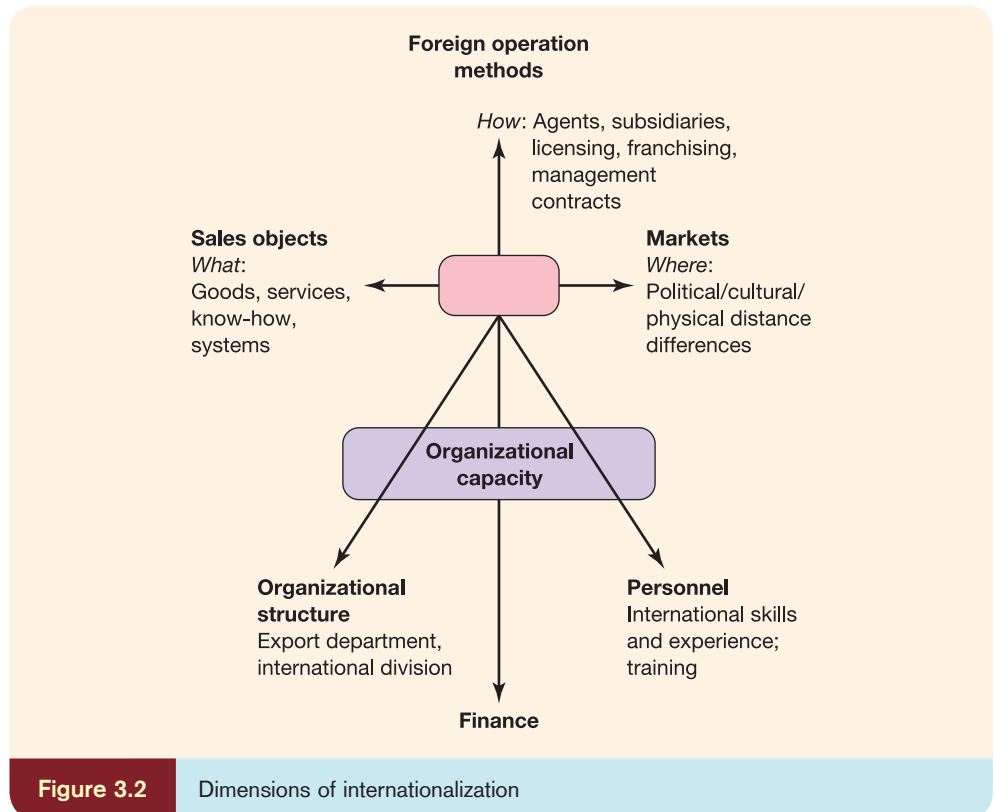 Foreign operation
methods
How: Agents, subsidiaries,
licensing, franchising,
management
contracts
Sales objects
What:
Goods, services,
know-how,
systems
Markets
Where:
Political/cultural/
physical distance
differences
Organizational
capacity
Organizational
structure
Export department,
international division
Personnel
International skills
and experience;
training
Finance
Figure 3.2
Dimensions of internationalization